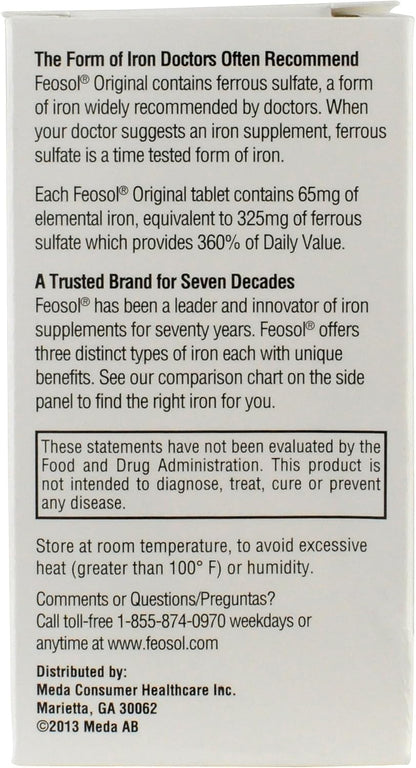 The Form of Iron Doctors Often Recommend
Feosol® Original contains ferrous sulfate, a form
of iron widely recommended by doctors. When
your doctor suggests an iron supplement, ferrous
sulfate is a time tested form of iron.
Each Feosol® Original tablet contains 65mg of
elemental iron, equivalent to 325mg of ferrous
sulfate which provides 360% of Daily Value.
A Trusted Brand for Seven Decades
Feosol® has been a leader and innovator of iron
supplements for seventy years. Feosol® offers
three distinct types of iron each with unique
benefits. See our comparison chart on the side
panel to find the right iron for you.
These statements have not been evaluated by the
Food and Drug Administration. This product is
not intended to diagnose, treat, cure or prevent
any disease.
Store at room temperature, to avoid excessive
heat (greater than 100° F) or humidity.
Comments or Questions/Preguntas?
Call toll-free 1-855-874-0970 weekdays or
anytime at www.feosol.com
Distributed by:
Meda Consumer Healthcare Inc.
Marietta, GA 30062
©2013 Meda AB